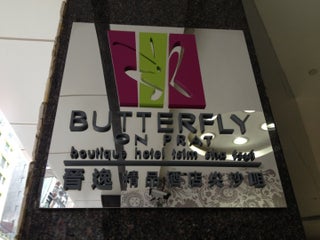 BUTTERFLY
ON PRAT
boutique hotel tsim sha tsui
晉逸精品酒店尖沙咀